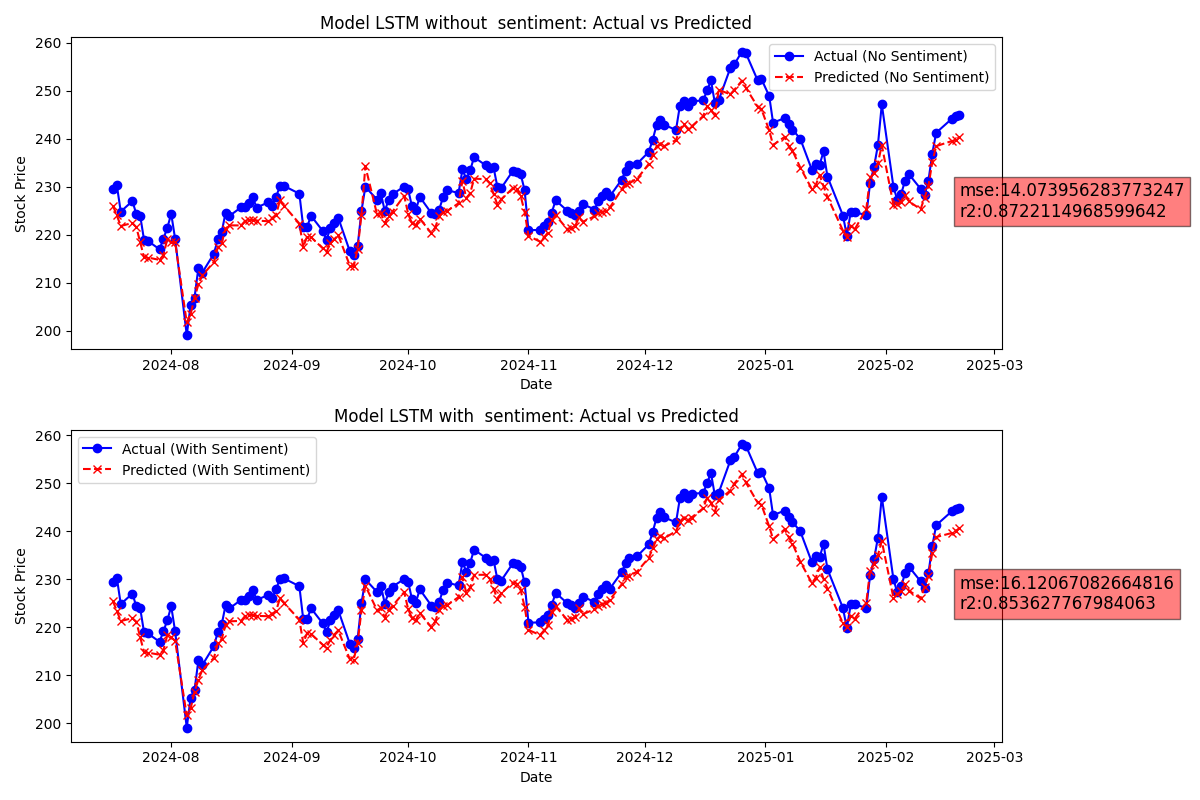 Model LSTM without  sentiment: Actual vs Predicted
Actual (No Sentiment)
Predicted (No Sentiment)
Stock Price
260
250
240
230
220
210
200
mse:14.073956283773247
r2:0.8722114968599642
2024-08 2024-09 2024-10 2024-11 2024-12 2025-01 2025-02 2025-03
Date
Model LSTM with  sentiment: Actual vs Predicted
Actual (With Sentiment)
Predicted (With Sentiment)
Stock Price
260
250
240
230
220
210
200
mse:16.12067082664816
r2:0.853627767984063
2024-08 2024-09 2024-10 2024-11 2024-12 2025-01 2025-02 2025-03
Date